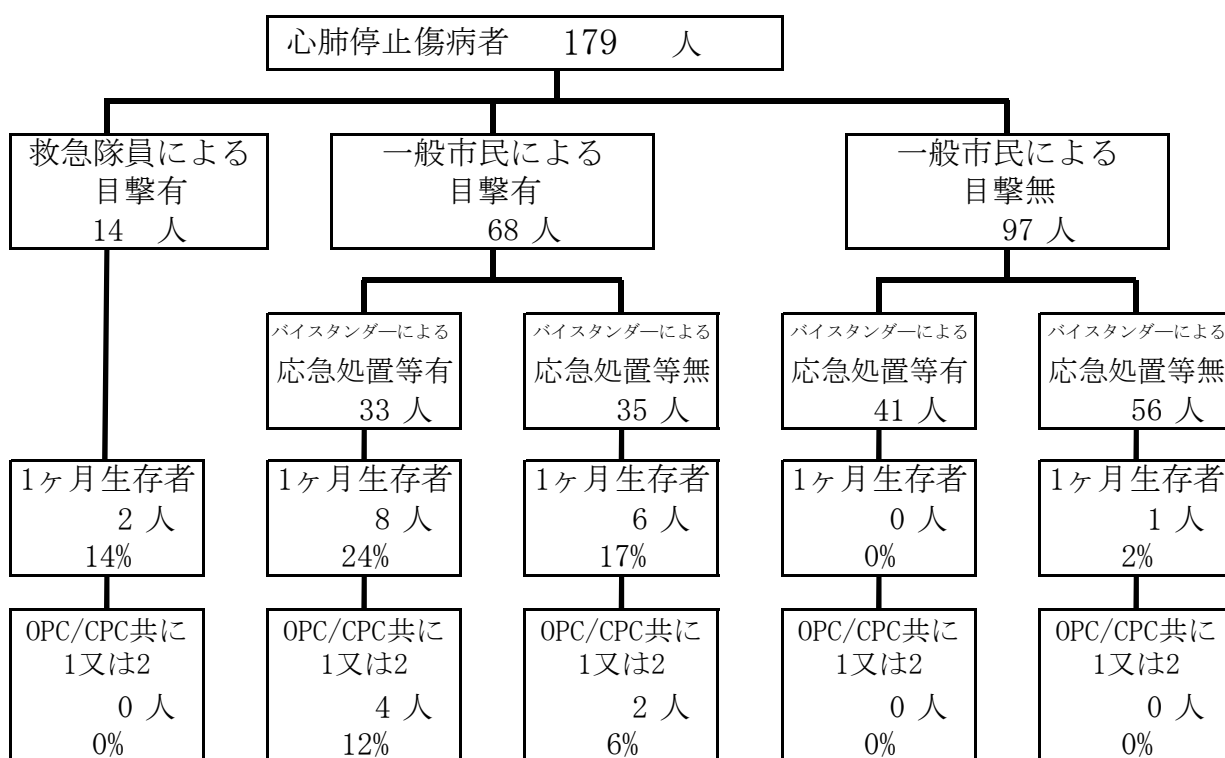 心肺停止傷病者 179 人
救急隊員による
目撃有
14 人
一般市民による
目撃有
68 人
一般市民による
目撃無
97 人
バイスタンダーによる
応急処置等有
33 人
バイスタンダーによる
応急処置等無
35 人
バイスタンダーによる
応急処置等有
41 人
バイスタンダーによる
応急処置等無
56 人
1ヶ月生存者
2 人
14%
1ヶ月生存者
8 人
24%
1ヶ月生存者
6 人
17%
1ヶ月生存者
0 人
0%
1ヶ月生存者
1 人
2%
OPC/CPC共に
1又は2
0 人
0%
OPC/CPC共に
1又は2
4 人
12%
OPC/CPC共に
1又は2
2 人
6%
OPC/CPC共に
1又は2
0 人
0%
OPC/CPC共に
1又は2
0 人
0%